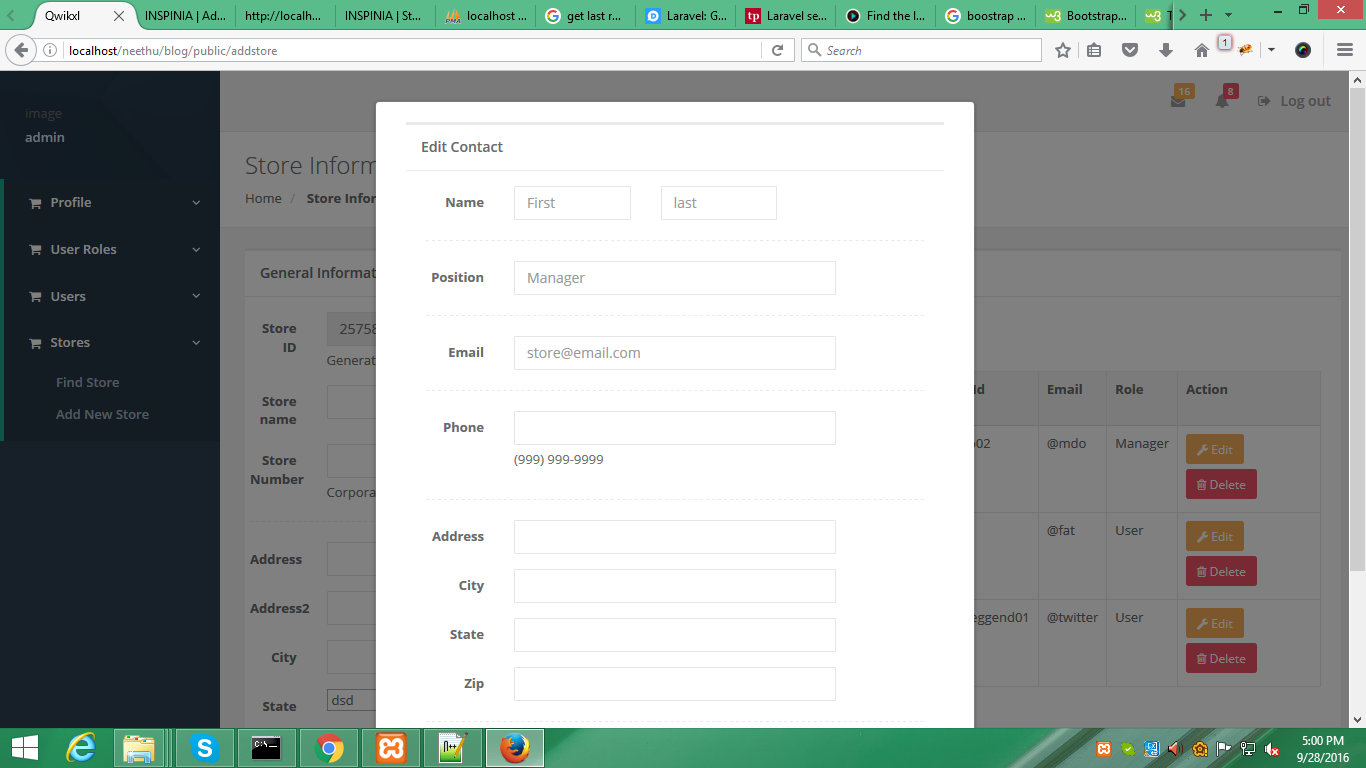 Qwikxl
INSPINIA | Ad...
http://localh...
INSPINIA | St...
localhost ...
get last r...
Laravel: G...
Laravel se...
Find the l...
boostrap ...
Bootstrap...
localhost/neethu/blog/public/addstore
Search
1
image
admin
16
8
Log out
Profile
User Roles
Users
Stores
Find Store
Add New Store
Store Inform
Home / Store Infor
General Informat
Store ID
25758
Generat
Store name
Store Number
Corpora
Address
Address2
City
State
dsd
Edit Contact
Name
First
last
Position
Manager
Email
store@email.com
Phone
(999) 999-9999
Address
City
State
Zip
Id
Email
Role
Action
02
@mdo
Manager
Edit
Delete
@fat
User
Edit
Delete
eggend01
@twitter
User
Edit
Delete
5:00 PM
9/28/2016